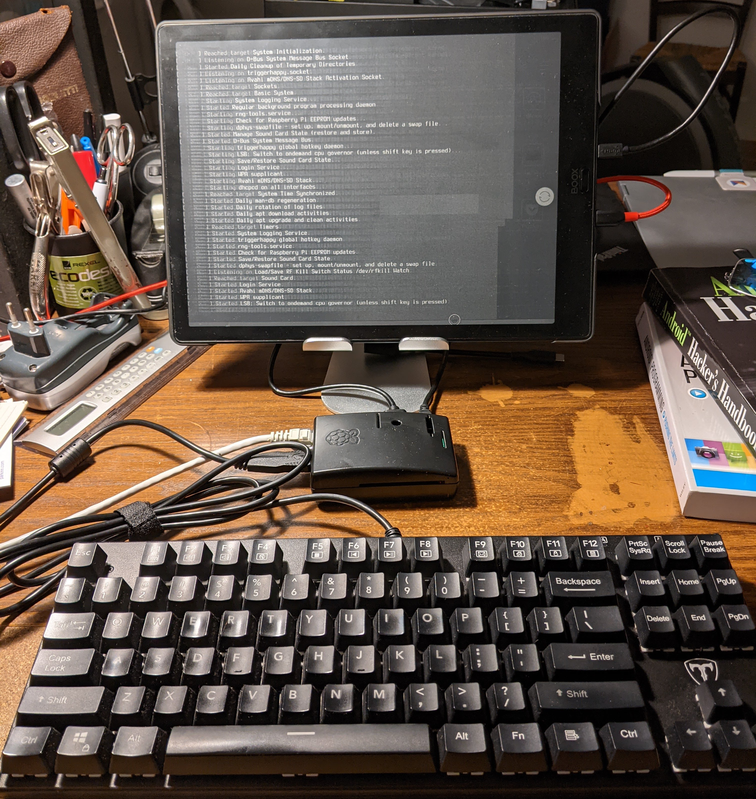 ] Reached target System Initialization.
] Listening on D-Bus System Message Bus Socket
] Started Daily Cleanup of Temporary Directories.
] Listening on triggerhappy.socket.
] Listening on Avahi mDNS/DNS-SD Stack Activation Socket.
] Reached target Sockets.
] Reached target Basic System
Starting System Logging Service
] Started Regular background program processing daemon
Starting rng-tools.service
Starting Check for Raspberry Pi EEPROM updates
Starting dphys-swapfile - set up, mount/unmount, and delete a swap file
] Started D-Bus System Message Bus
Starting triggerhappy global hotkey daemon
Starting LSB: Switch to ondemand cpu governor (unless shift key is pressed)
Starting Save/Restore Sound Card State
Starting Login Service
Starting WPA supplicant
Starting Avahi mDNS/DNS-SD Stack
Starting dhcpcd on all interfaces
] Reached target System Time Synchronized
] Started Daily man-db regeneration
] Started Daily rotation of log files
] Started Daily apt download activities
] Started Daily apt upgrade and clean activities
] Reached target Timers
] Started System Logging Service
] Started triggerhappy global hotkey daemon
] Started rng-tools.service
] Started Check for Raspberry Pi EEPROM updates
] Started Save/Restore Sound Card State
] Started dphys-swapfile - set up, mount/unmount, and delete a swap file
] Listening on Load/Save RF Kill Switch Status /dev/rfkill Watch
] Reached target Sound Card
] Started Login Service
] Started Avahi mDNS/DNS-SD Stack
] Started WPA supplicant
] Started LSB: Switch to ondemand cpu governor (unless shift key is pressed)
BOOX
REXEL
ecodesk
Android Hacker's Handbook
Esc F4 F5 F6 F7 F8 F9 F10 F11 F12 PrtSc SysRq Scroll Lock Pause Break
% 5 ^ 6 & 7 * 8 ( 9 ) 0 _ - + = Backspace Insert Home PgUp
W E R T Y U I O P { [ } ] | \ Delete End PgDn
Caps Lock A S D F G H J K L : ; " ' Enter
Shift Z X C V B N M < , > . ? / Shift
Ctrl Alt Alt Fn Ctrl